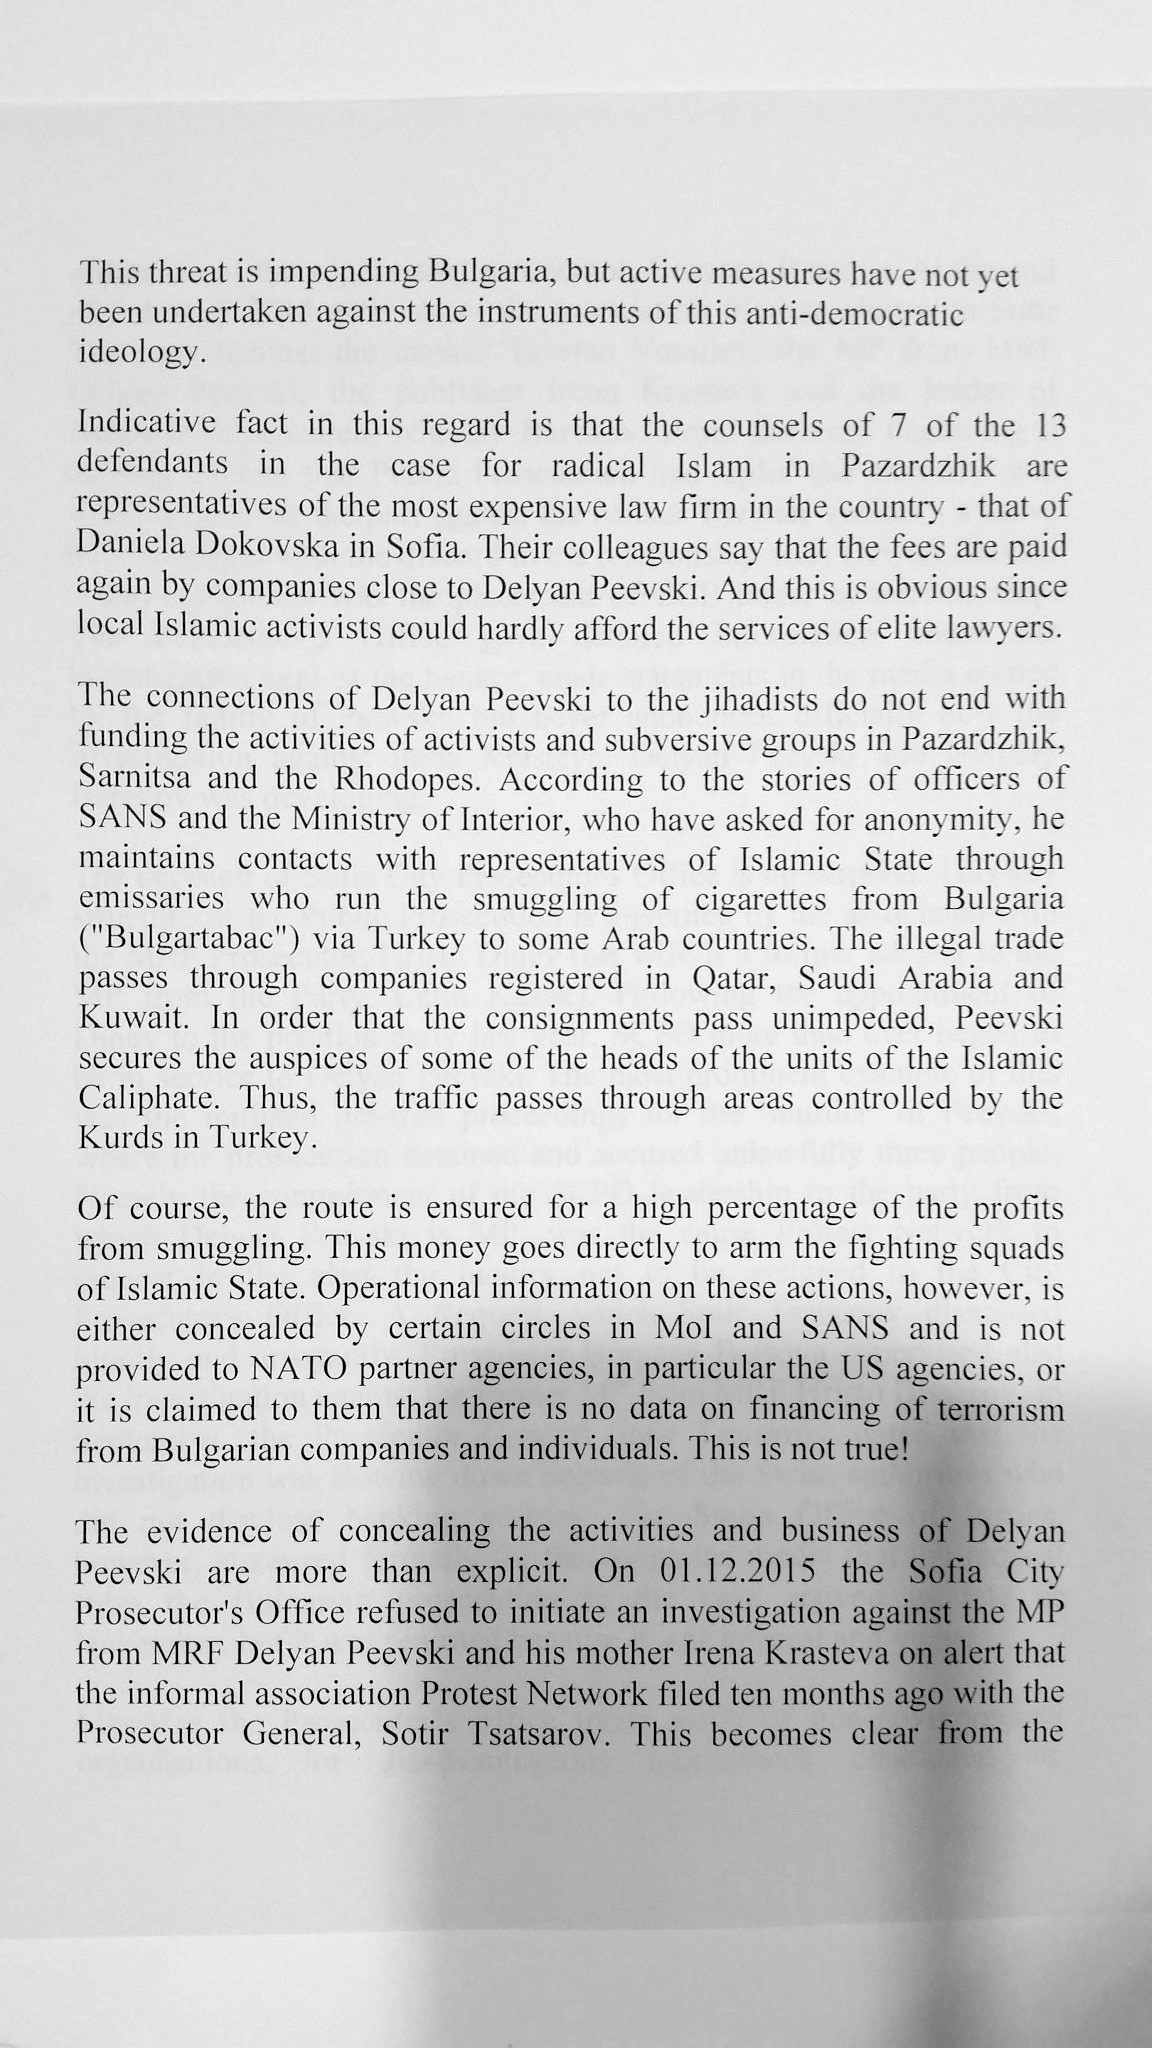 This threat is impending Bulgaria, but active measures have not yet
been undertaken against the instruments of this anti-democratic
ideology.
Indicative fact in this regard is that the counsels of 7 of the 13
defendants in the case for radical Islam in Pazardzhik are
representatives of the most expensive law firm in the country - that of
Daniela Dokovska in Sofia. Their colleagues say that the fees are paid
again by companies close to Delyan Peevski. And this is obvious since
local Islamic activists could hardly afford the services of elite lawyers.
The connections of Delyan Peevski to the jihadists do not end with
funding the activities of activists and subversive groups in Pazardzhik,
Sarnitsa and the Rhodopes. According to the stories of officers of
SANS and the Ministry of Interior, who have asked for anonymity, he
maintains contacts with representatives of Islamic State through
emissaries who run the smuggling of cigarettes from Bulgaria
("Bulgartabac") via Turkey to some Arab countries. The illegal trade
passes through companies registered in Qatar, Saudi Arabia and
Kuwait. In order that the consignments pass unimpeded, Peevski
secures the auspices of some of the heads of the units of the Islamic
Caliphate. Thus, the traffic passes through areas controlled by the
Kurds in Turkey.
Of course, the route is ensured for a high percentage of the profits
from smuggling. This money goes directly to arm the fighting squads
of Islamic State. Operational information on these actions, however, is
either concealed by certain circles in MoI and SANS and is not
provided to NATO partner agencies, in particular the US agencies, or
it is claimed to them that there is no data on financing of terrorism
from Bulgarian companies and individuals. This is not true!
The evidence of concealing the activities and business of Delyan
Peevski are more than explicit. On 01.12.2015 the Sofia City
Prosecutor's Office refused to initiate an investigation against the MP
from MRF Delyan Peevski and his mother Irena Krasteva on alert that
the informal association Protest Network filed ten months ago with the
Prosecutor General, Sotir Tsatsarov. This becomes clear from the